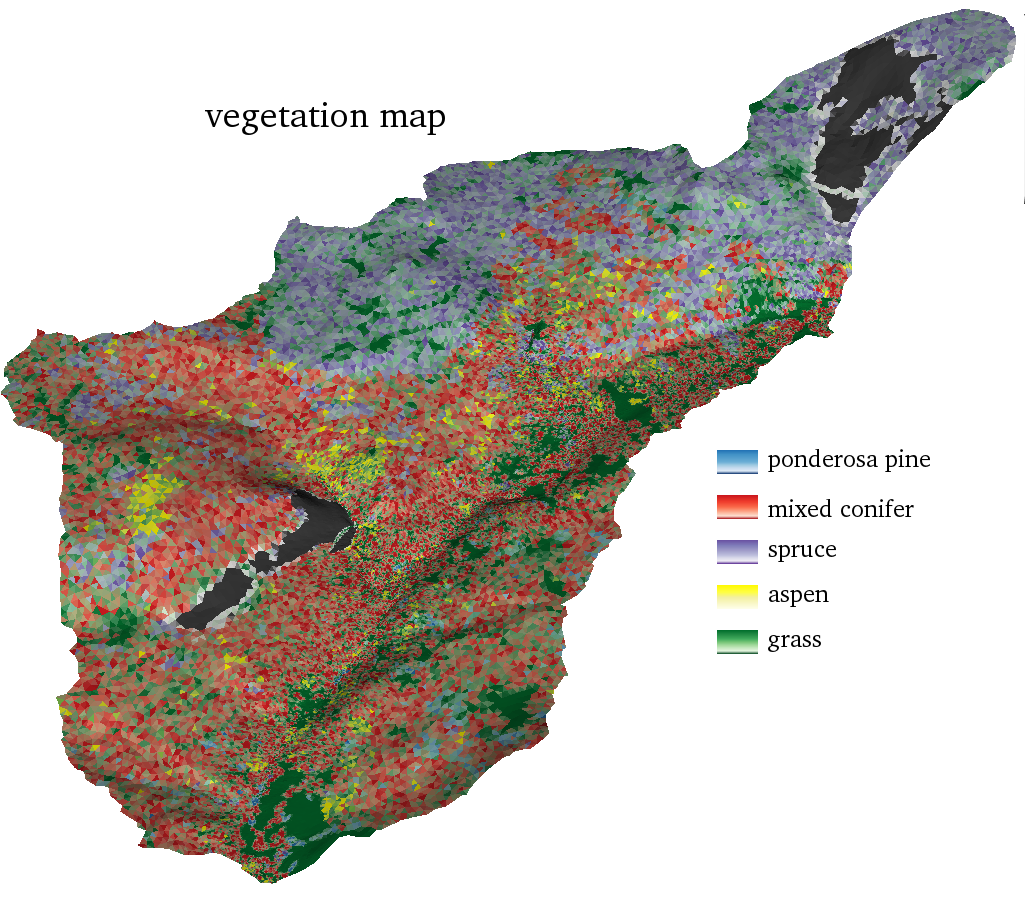 vegetation map
ponderosa pine
mixed conifer
spruce
aspen
grass